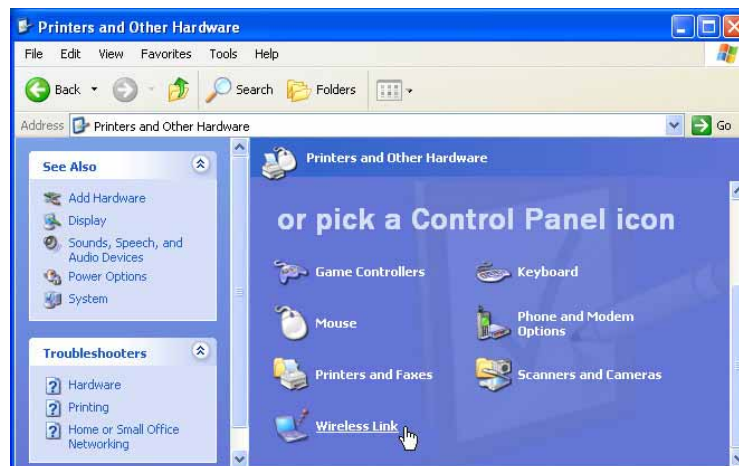 Printers and Other Hardware
File Edit View Favorites Tools Help
Back Search Folders
Address Printers and Other Hardware Go
See Also
Add Hardware
Display
Sounds, Speech, and
Audio Devices
Power Options
System
Troubleshooters
Hardware
Printing
Home or Small Office
Networking
Printers and Other Hardware
or pick a Control Panel icon
Game Controllers Keyboard
Mouse
Phone and Modem
Options
Printers and Faxes Scanners and Cameras
Wireless Link